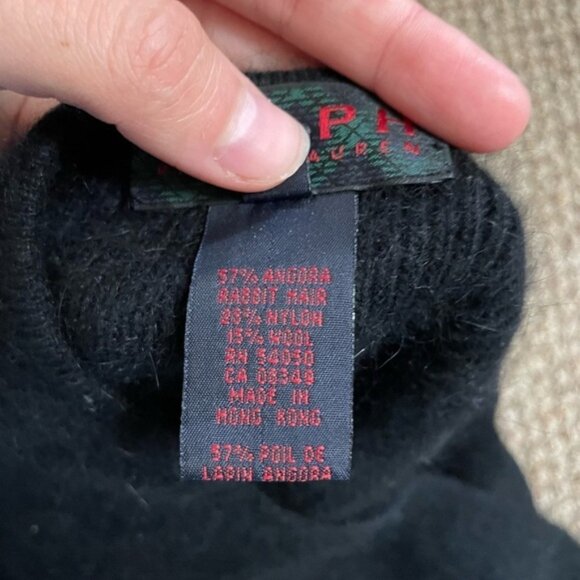 PH
AUREN
57% ANGORA
RABBIT HAIR
28% NYLON
15% WOOL
RN 54050
CA 08349
MADE IN
HONG KONG
57% POIL DE
LAPIN ANGORA